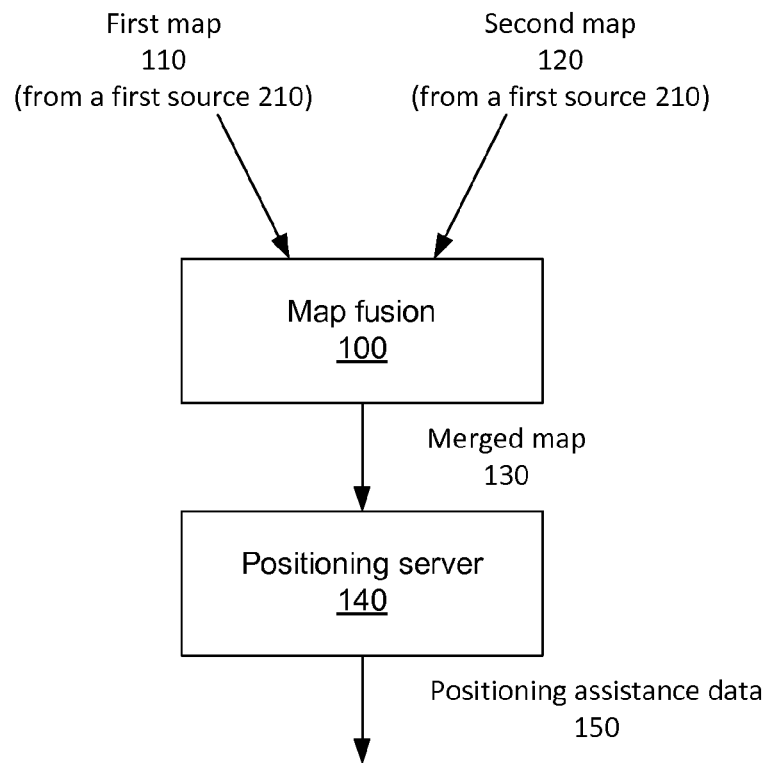 First map
110
(from a first source 210)
Second map
120
(from a first source 210)
Map fusion
100
Merged map
130
Positioning server
140
Positioning assistance data
150